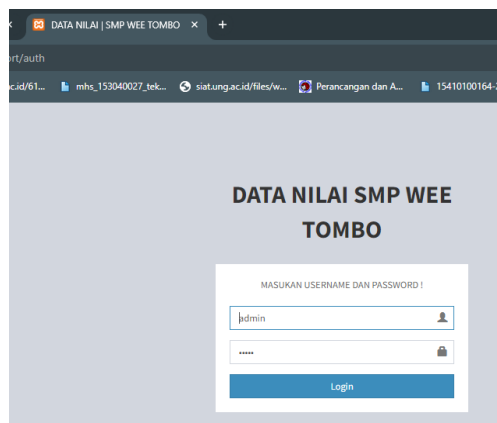 DATA NILAI | SMP WEE TOMBO × +
ort/auth
c.id/61... mhs_153040027_tek... siat.ung.ac.id/files/w... Perancangan dan A... 15410100164-
DATA NILAI SMP WEE
TOMBO
MASUKAN USERNAME DAN PASSWORD !
admin
•••••
Login